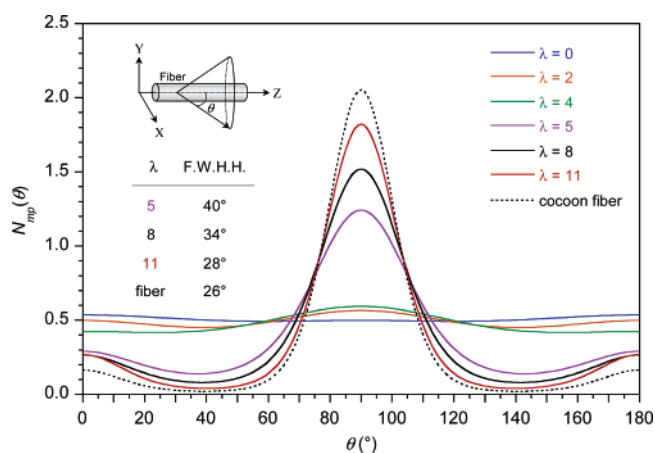 2.5
2.0
1.5
1.0
0.5
0.0
N_mp(θ)
Y
Fiber
Z
θ
X
λ F.W.H.H.
5 40°
8 34°
11 28°
fiber 26°
λ = 0
λ = 2
λ = 4
λ = 5
λ = 8
λ = 11
cocoon fiber
0 20 40 60 80 100 120 140 160 180
θ (°)